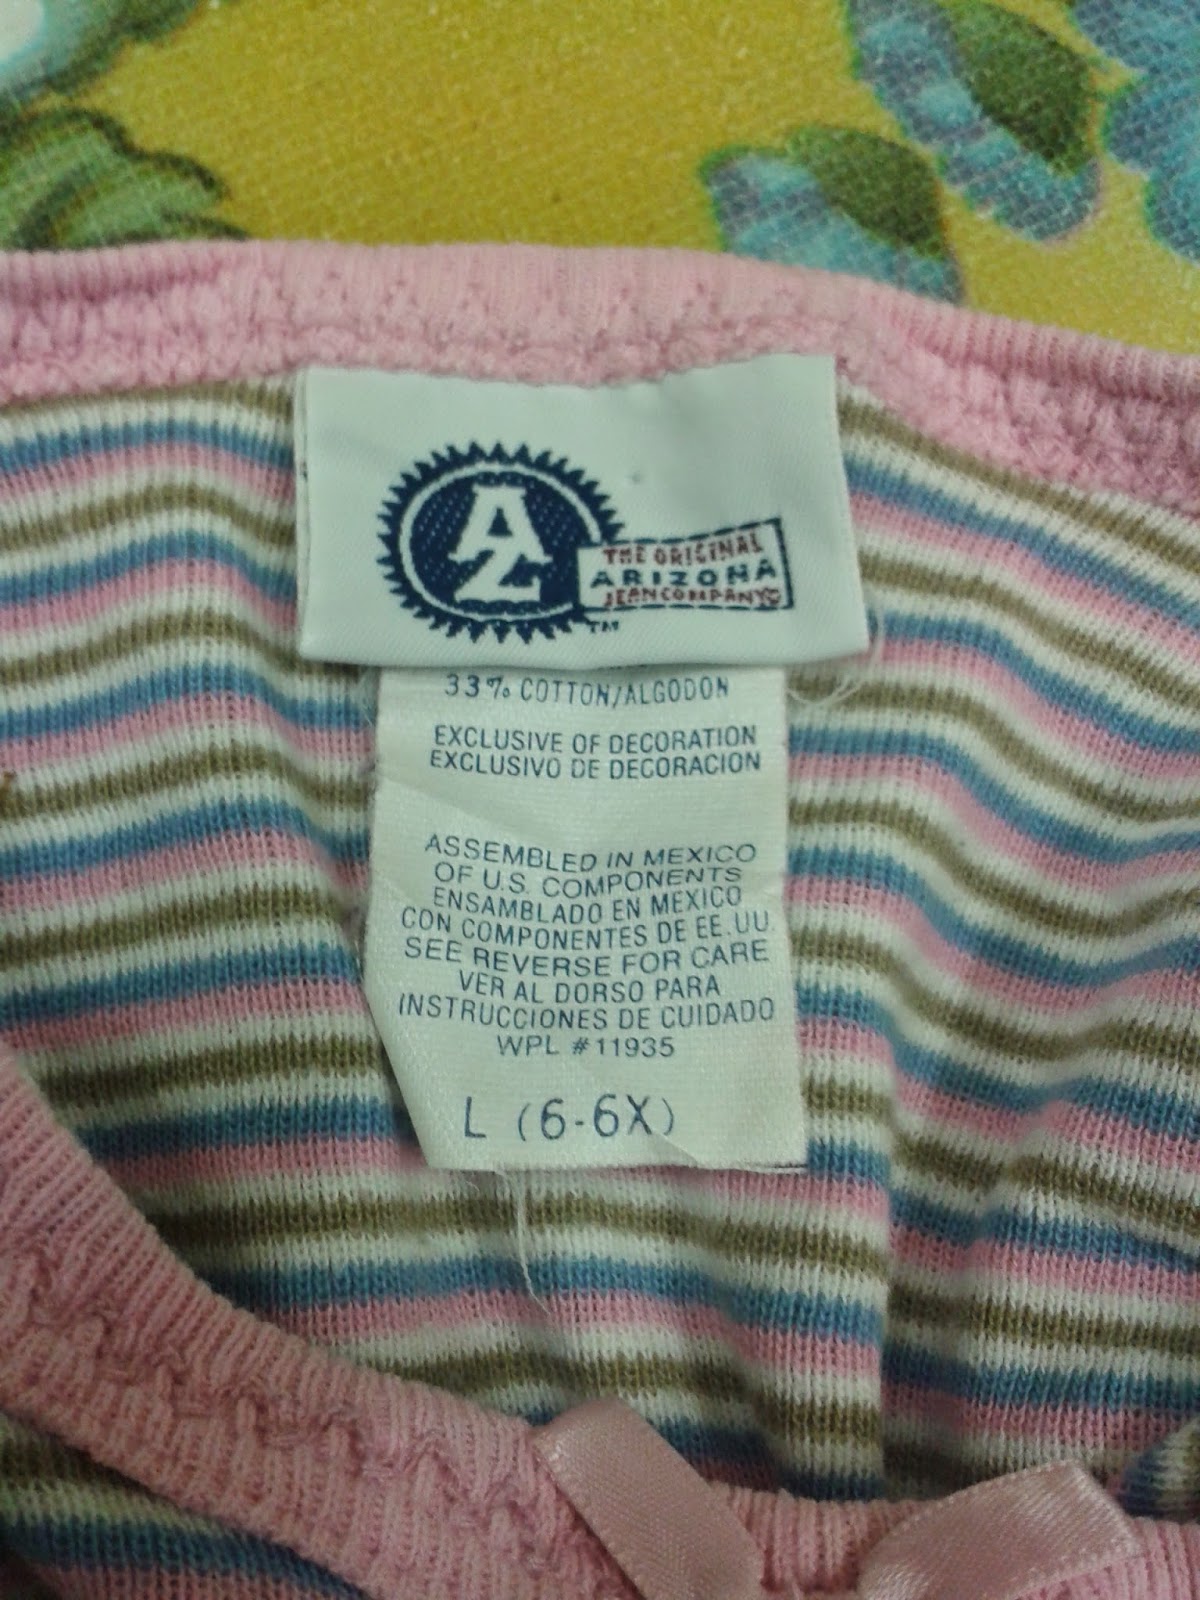 AZ
THE ORIGINAL
ARIZONA
JEAN COMPANY
TM
33% COTTON/ALGODON
EXCLUSIVE OF DECORATION
EXCLUSIVO DE DECORACION
ASSEMBLED IN MEXICO
OF U.S. COMPONENTS
ENSAMBLADO EN MEXICO
CON COMPONENTES DE EE.UU.
SEE REVERSE FOR CARE
VER AL DORSO PARA
INSTRUCCIONES DE CUIDADO
WPL #11935
L (6-6X)